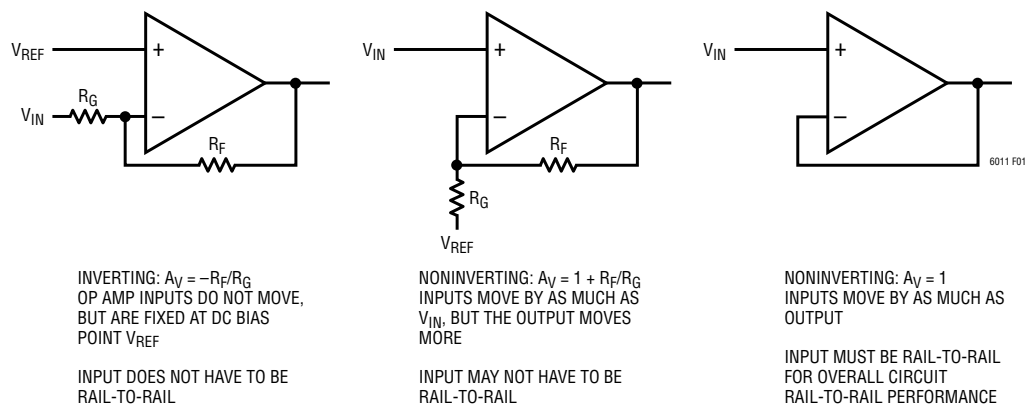 V_REF
+
R_G
V_IN
−
R_F
V_IN
+
−
R_F
R_G
V_REF
V_IN
+
−
6011 F01
INVERTING: A_V = –R_F/R_G
OP AMP INPUTS DO NOT MOVE,
BUT ARE FIXED AT DC BIAS
POINT V_REF
INPUT DOES NOT HAVE TO BE
RAIL-TO-RAIL
NONINVERTING: A_V = 1 + R_F/R_G
INPUTS MOVE BY AS MUCH AS
V_IN, BUT THE OUTPUT MOVES
MORE
INPUT MAY NOT HAVE TO BE
RAIL-TO-RAIL
NONINVERTING: A_V = 1
INPUTS MOVE BY AS MUCH AS
OUTPUT
INPUT MUST BE RAIL-TO-RAIL
FOR OVERALL CIRCUIT
RAIL-TO-RAIL PERFORMANCE